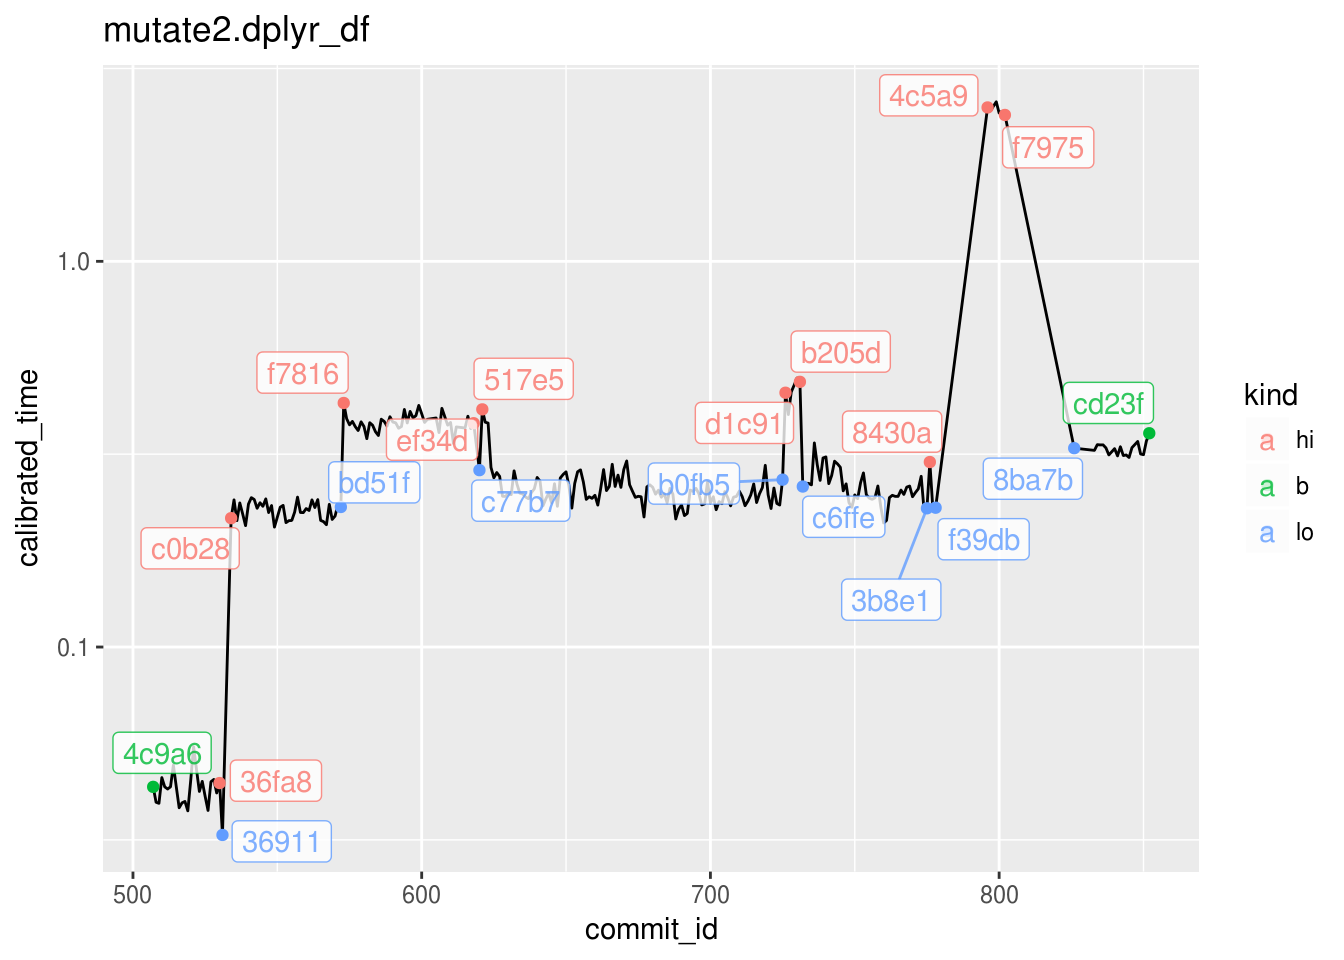 mutate2.dplyr_df
4c5a9
f7975
1.0
b205d
f7816
517e5
kind
cd23f
d1c91
ef34d
8430a
a hi
bd51f
b0fb5
8ba7b
a b
c77b7
c6ffe
a lo
c0b28
f39db
3b8e1
calibrated_time
0.1
4c9a6
36fa8
36911
500 600 700 800
commit_id